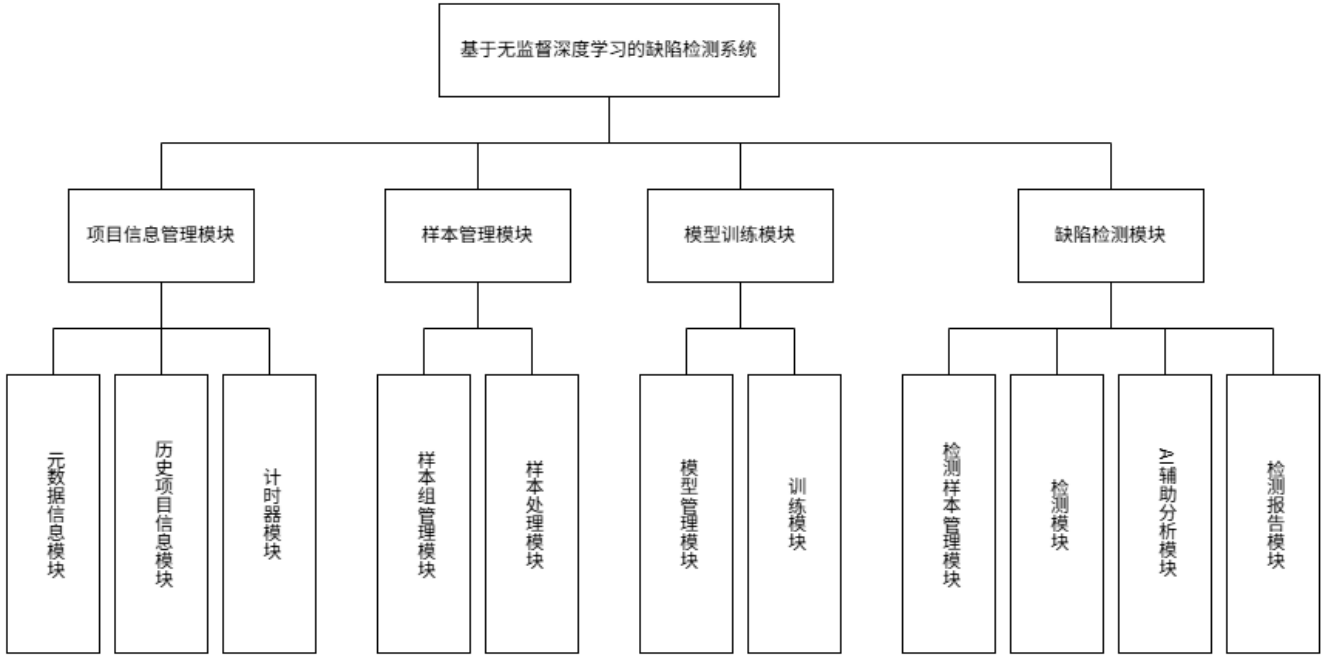 基于无监督深度学习的缺陷检测系统
项目信息管理模块
样本管理模块
模型训练模块
缺陷检测模块
元数据信息模块
历史项目信息模块
计时器模块
样本组管理模块
样本处理模块
模型管理模块
训练模块
检测样本管理模块
检测模块
AI辅助分析模块
检测报告模块